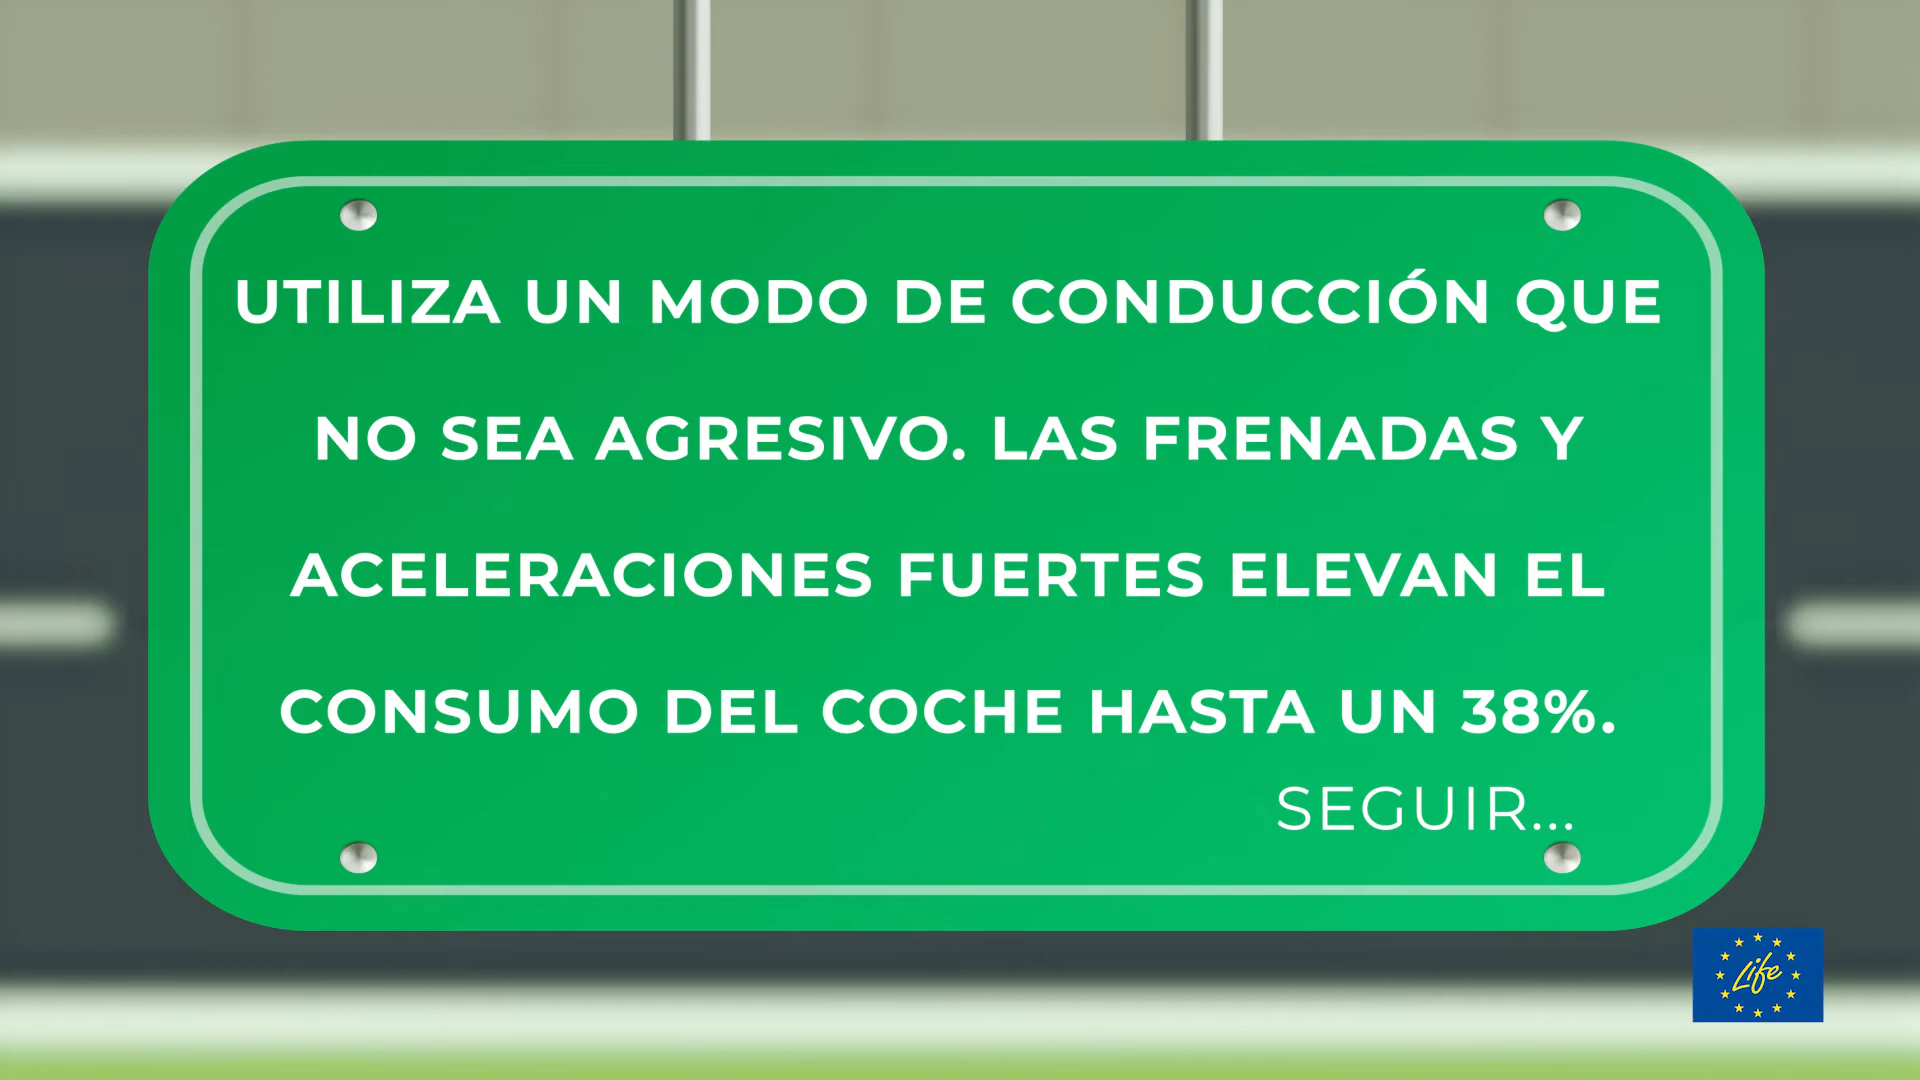 UTILIZA UN MODO DE CONDUCCIÓN QUE
NO SEA AGRESIVO. LAS FRENADAS Y
ACELERACIONES FUERTES ELEVAN EL
CONSUMO DEL COCHE HASTA UN 38%.
SEGUIR...
Life